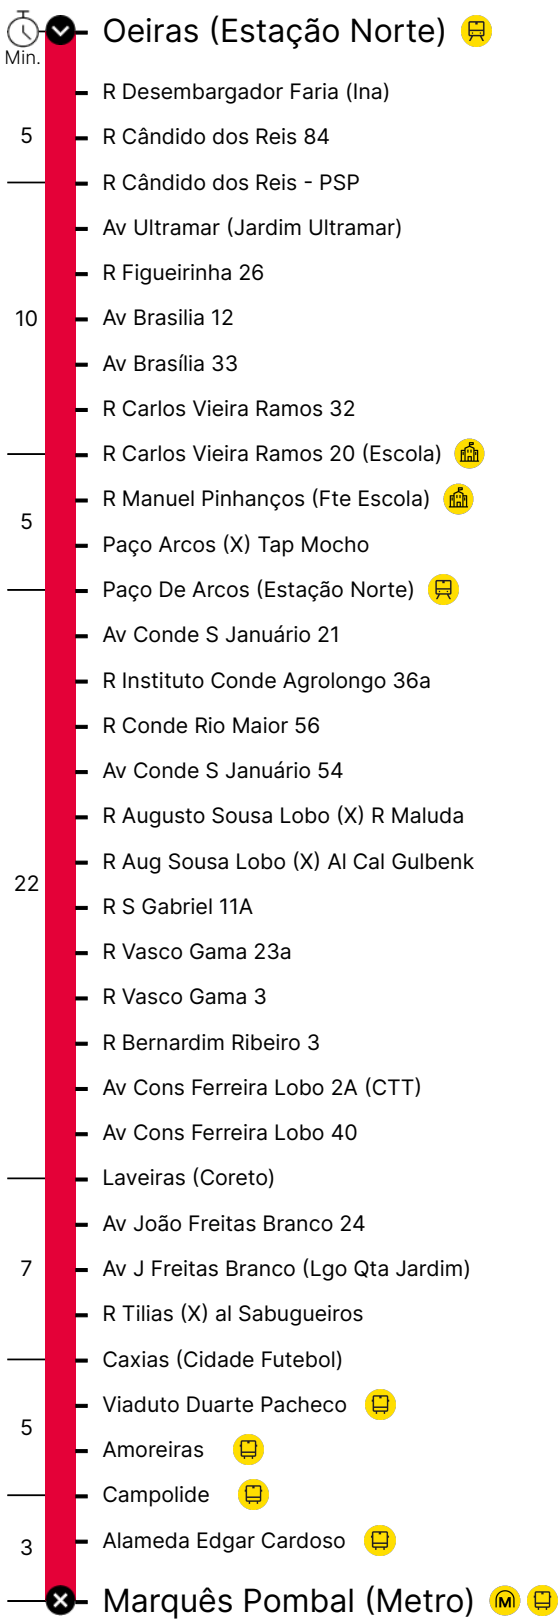 Min.
Oeiras (Estação Norte)
R Desembargador Faria (Ina)
5
R Cândido dos Reis 84
R Cândido dos Reis - PSP
Av Ultramar (Jardim Ultramar)
R Figueirinha 26
10
Av Brasilia 12
Av Brasília 33
R Carlos Vieira Ramos 32
R Carlos Vieira Ramos 20 (Escola)
R Manuel Pinhanços (Fte Escola)
5
Paço Arcos (X) Tap Mocho
Paço De Arcos (Estação Norte)
Av Conde S Januário 21
R Instituto Conde Agrolongo 36a
R Conde Rio Maior 56
Av Conde S Januário 54
R Augusto Sousa Lobo (X) R Maluda
R Aug Sousa Lobo (X) Al Cal Gulbenk
22
R S Gabriel 11A
R Vasco Gama 23a
R Vasco Gama 3
R Bernardim Ribeiro 3
Av Cons Ferreira Lobo 2A (CTT)
Av Cons Ferreira Lobo 40
Laveiras (Coreto)
Av João Freitas Branco 24
7
Av J Freitas Branco (Lgo Qta Jardim)
R Tilias (X) al Sabugueiros
Caxias (Cidade Futebol)
Viaduto Duarte Pacheco
5
Amoreiras
Campolide
3
Alameda Edgar Cardoso
Marquês Pombal (Metro) M